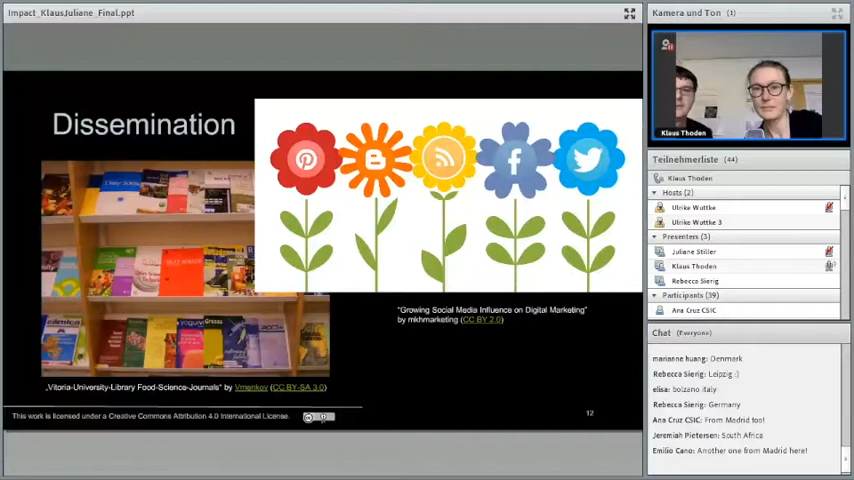 Impact_KlausJuliane_Final.ppt
Dissemination
"Growing Social Media Influence on Digital Marketing"
by mkhmarketing (CC BY 2.0)
„Vitoria-University-Library Food-Science-Journals" by Vmenkov (CC BY-SA 3.0)
This work is licensed under a Creative Commons Attribution 4.0 International License.
12
Kamera und Ton (1)
Klaus Thoden
Teilnehmerliste (44)
Klaus Thoden
Hosts (2)
Ulrike Wuttke
Ulrike Wuttke 3
Presenters (3)
Juliane Stiller
Klaus Thoden
Rebecca Sierig
Participants (39)
Ana Cruz CSIC
Chat (Everyone)
marianne huang: Denmark
Rebecca Sierig: Leipzig :)
elisa: bolzano italy
Rebecca Sierig: Germany
Ana Cruz CSIC: From Madrid too!
Jeremiah Pietersen: South Africa
Emilio Cano: Another one from Madrid here!